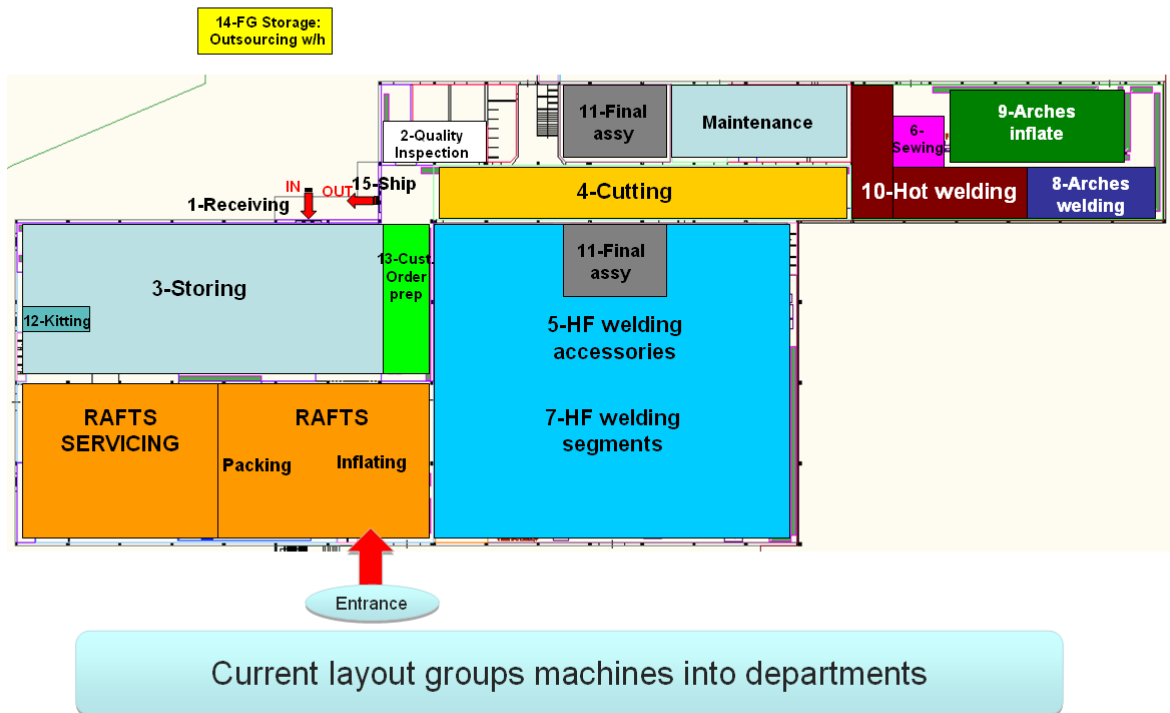 14-FG Storage:
Outsourcing w/h
11-Final
assy
Maintenance
9-Arches
inflate
6-
Sewing
2-Quality
Inspection
15-Ship
IN
OUT
1-Receiving
4-Cutting
10-Hot welding
8-Arches
welding
3-Storing
13-Cust.
Order
prep
11-Final
assy
12-Kitting
5-HF welding
accessories
7-HF welding
segments
RAFTS
SERVICING
RAFTS
Packing
Inflating
Entrance
Current layout groups machines into departments